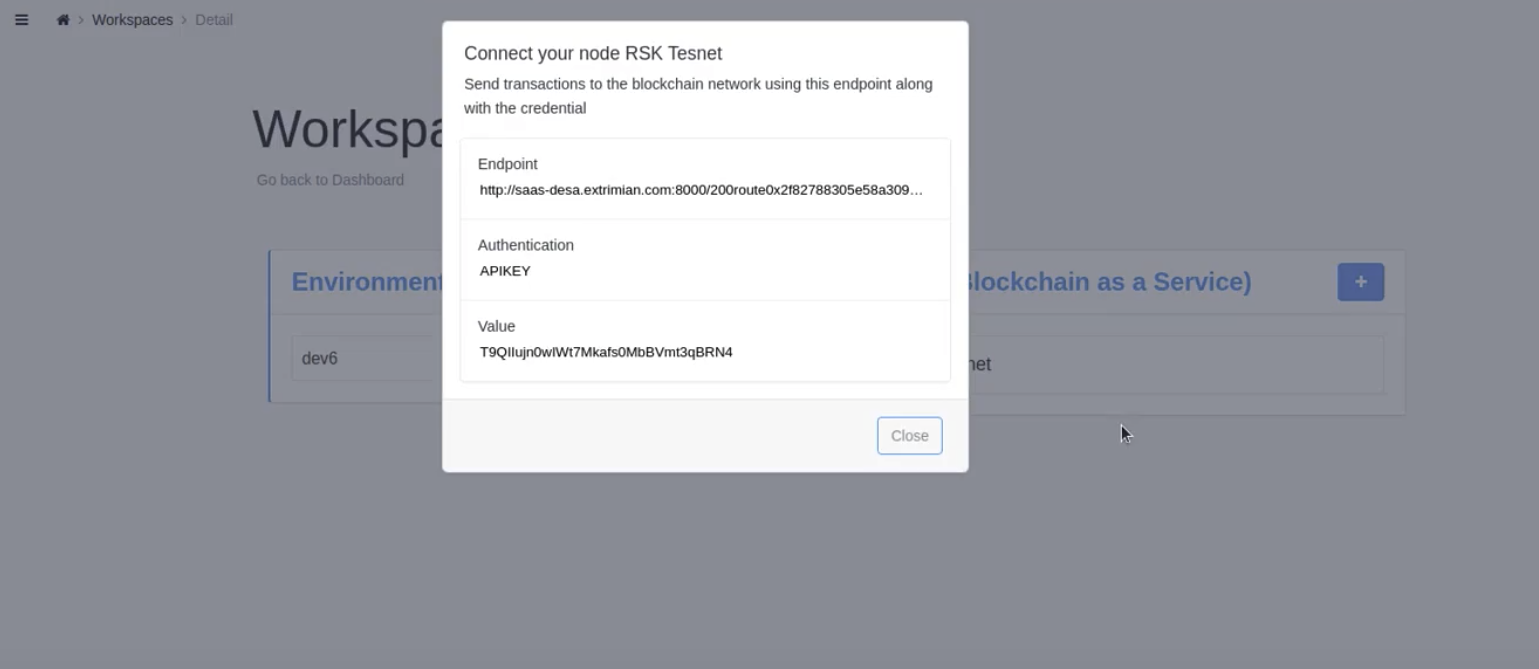 Workspaces Detail
Connect your node RSK Tesnet
Send transactions to the blockchain network using this endpoint along
with the credential
Workspa
Go back to Dashboard
Endpoint
http://saas-desa.extrimian.com:8000/200route0x2f82788305e58a309…
Authentication
APIKEY
Environment
lockchain as a Service)
+
Value
T9QIlujn0wIWt7Mkafs0MbBVmt3qBRN4
dev6
net
Close